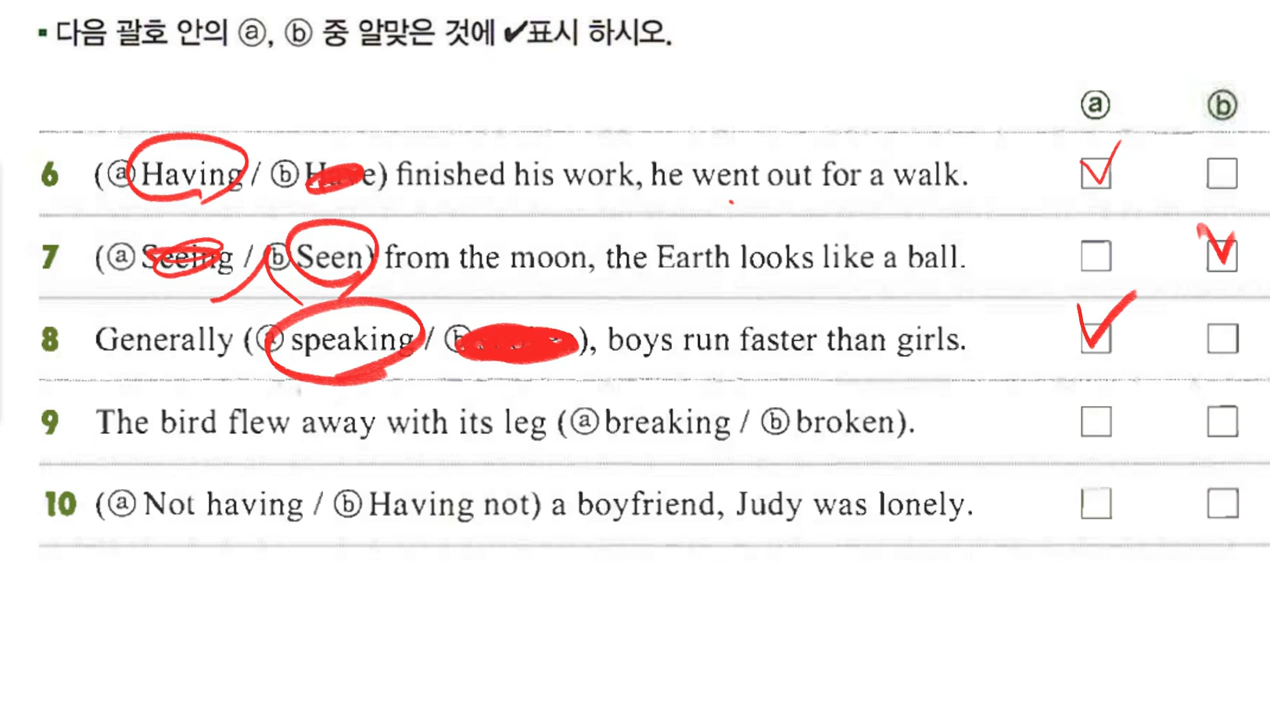 ▪ 다음 괄호 안의 ⓐ, ⓑ 중 알맞은 것에 ✔표시 하시오.
ⓐ ⓑ
6 (ⓐ Having / ⓑ Have) finished his work, he went out for a walk.
7 (ⓐ Seeing / ⓑ Seen) from the moon, the Earth looks like a ball.
8 Generally (ⓐ speaking / ⓑ ), boys run faster than girls.
9 The bird flew away with its leg (ⓐ breaking / ⓑ broken).
10 (ⓐ Not having / ⓑ Having not) a boyfriend, Judy was lonely.